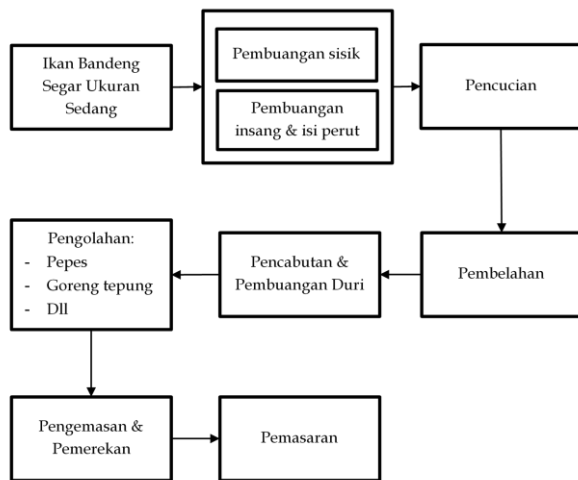 Ikan Bandeng
Segar Ukuran
Sedang
Pembuangan sisik
Pembuangan
insang & isi perut
Pencucian
Pembelahan
Pencabutan &
Pembuangan Duri
Pengolahan:
- Pepes
- Goreng tepung
- Dll
Pengemasan &
Pemerekan
Pemasaran